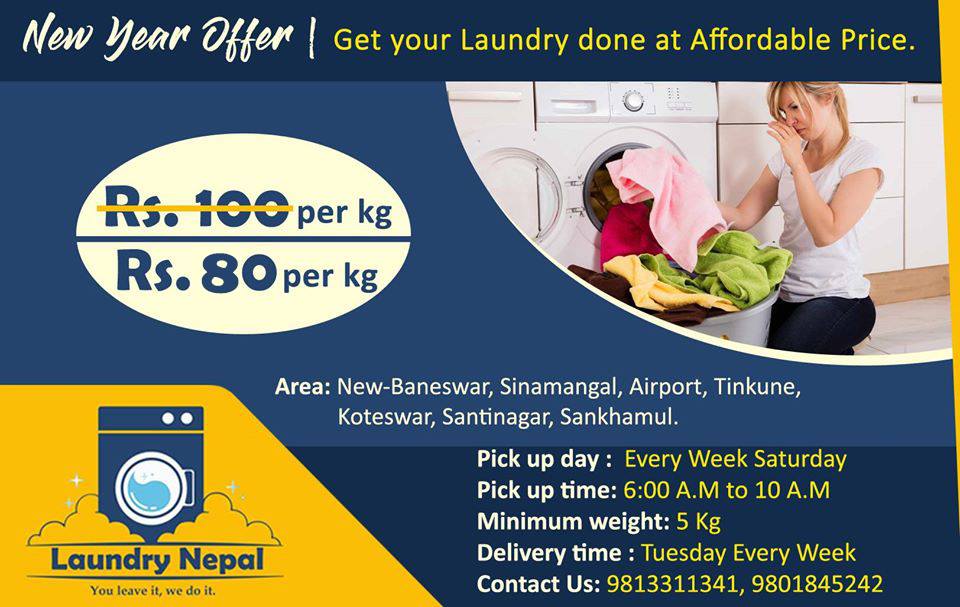 New Year Offer | Get your Laundry done at Affordable Price.
Rs. 100 per kg
Rs. 80 per kg
Area: New-Baneswar, Sinamangal, Airport, Tinkune,
Koteswar, Santinagar, Sankhamul.
Pick up day : Every Week Saturday
Pick up time: 6:00 A.M to 10 A.M
Minimum weight: 5 Kg
Delivery time : Tuesday Every Week
Contact Us: 9813311341, 9801845242
Laundry Nepal
You leave it, we do it.